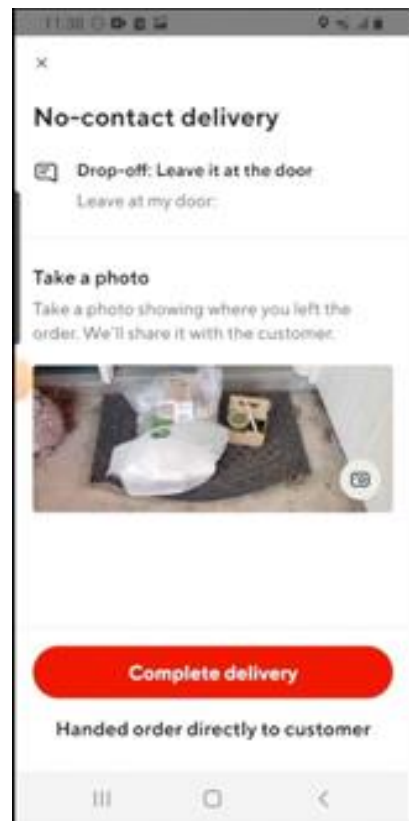 11:38
No-contact delivery
Drop-off: Leave it at the door
Leave at my door:
Take a photo
Take a photo showing where you left the
order. We'll share it with the customer.
Complete delivery
Handed order directly to customer